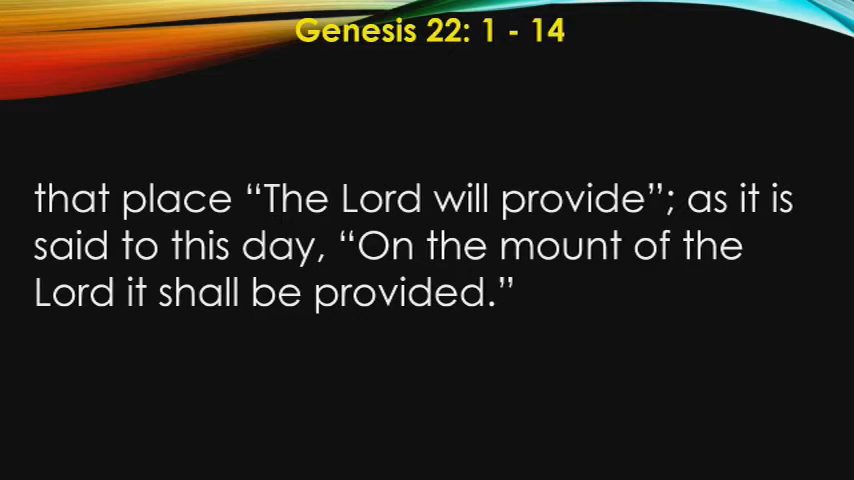 Genesis 22: 1 - 14
that place “The Lord will provide”; as it is
said to this day, “On the mount of the
Lord it shall be provided.”